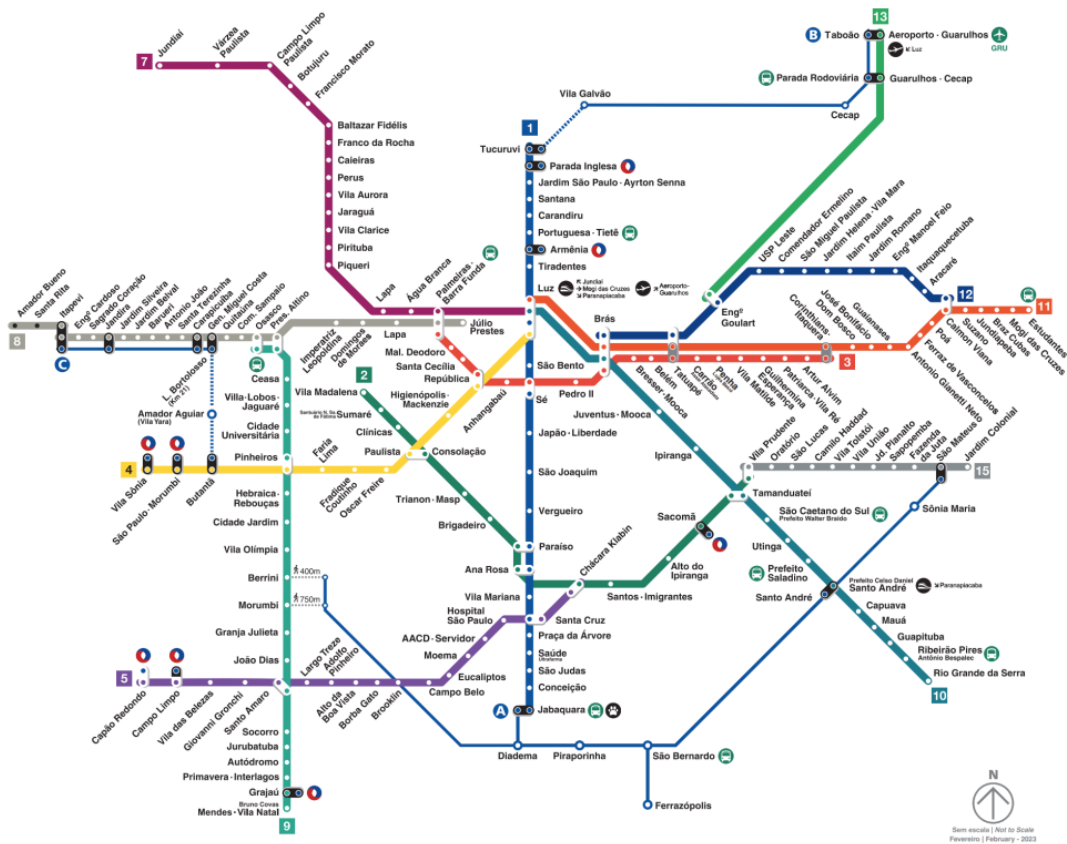 13
7
Jundiaí
Várzea
Paulista
Campo Limpo
Paulista
Botujuru
Francisco Morato
Baltazar Fidélis
Franco da Rocha
Caieiras
Perus
Vila Aurora
Jaraguá
Vila Clarice
Pirituba
Piqueri
Lapa
Água Branca
Palmeiras-
Barra Funda
B
Taboão
Aeroporto - Guarulhos
GRU
Luz
Parada Rodoviária
Guarulhos - Cecap
Vila Galvão
Cecap
1
Tucuruvi
Parada Inglesa
Jardim São Paulo - Ayrton Senna
Santana
Carandiru
Portuguesa - Tietê
Armênia
Tiradentes
Luz
Jundiaí
Mogi das Cruzes
Paranapiacaba
Aeroporto-
Guarulhos
São Bento
Sé
Japão - Liberdade
São Joaquim
Vergueiro
Paraíso
Ana Rosa
Vila Mariana
Santa Cruz
Praça da Árvore
Saúde
Ultrafarma
São Judas
Conceição
A
Jabaquara
USP Leste
Comendador Ermelino
São Miguel Paulista
Jardim Helena - Vila Mara
Itaim Paulista
Jardim Romano
Engº Manoel Feio
Itaquaquecetuba
Aracaré
12
11
Engº
Goulart
Brás
Tatuapé
Corinthians-
Itaquera
Dom Bosco
José Bonifácio
Guaianases
Antonio Gianetti Neto
Ferraz de Vasconcelos
Poá
Calmon Viana
Suzano
Jundiapeba
Braz Cubas
Mogi das Cruzes
Estudantes
3
Mal. Deodoro
Santa Cecília
República
Anhangabaú
Pedro II
Bresser - Mooca
Belém
Carrão
Penha
Vila Matilde
Guilhermina
Esperança
Patriarca - Vila Ré
Artur Alvim
8
Amador Bueno
Santa Rita
Itapevi
Engº Cardoso
Sagrado Coração
Jandira
Jardim Silveira
Jardim Belval
Barueri
Antonio João
Santa Terezinha
Carapicuíba
Gen. Miguel Costa
Quitaúna
Com. Sampaio
Osasco
Pres. Altino
Imperatriz
Leopoldina
Domingos
de Moraes
Lapa
Júlio
Prestes
C
L. Bortolosso
(Km 21)
Amador Aguiar
(Vila Yara)
Ceasa
Villa - Lobos-
Jaguaré
Cidade
Universitária
Pinheiros
Hebraica-
Rebouças
Cidade Jardim
Vila Olímpia
Berrini
400m
Morumbi
750m
Granja Julieta
João Dias
Santo Amaro
Socorro
Jurubatuba
Autódromo
Primavera - Interlagos
Grajaú
Bruno Covas
Mendes - Vila Natal
9
4
Vila Sônia
São Paulo - Morumbi
Butantã
Faria
Lima
Fradique
Coutinho
Oscar Freire
Paulista
Higienópolis-
Mackenzie
2
Vila Madalena
Santuário N. Sa.
de Fátima
Sumaré
Clínicas
Consolação
Trianon - Masp
Brigadeiro
Chácara Klabin
Santos - Imigrantes
Alto do
Ipiranga
Sacomã
Tamanduateí
Vila Prudente
Oratório
São Lucas
Camilo Haddad
Vila Tolstói
Vila União
Jd. Planalto
Sapopemba
Fazenda
da Juta
São Mateus
Jardim Colonial
15
Juventus - Mooca
Ipiranga
São Caetano do Sul
Prefeito Walter Braido
Utinga
Prefeito
Saladino
Prefeito Celso Daniel
Santo André
Paranapiacaba
Santo André
Capuava
Mauá
Guapituba
Ribeirão Pires
Antônio Bespalec
Rio Grande da Serra
10
Sônia Maria
5
Capão Redondo
Campo Limpo
Vila das Belezas
Giovanni Gronchi
Largo Treze
Adolfo
Pinheiro
Alto da
Boa Vista
Borba Gato
Brooklin
Campo Belo
Eucaliptos
Moema
AACD - Servidor
Hospital
São Paulo
Diadema
Piraporinha
São Bernardo
Ferrazópolis
N
Sem escala | Not to Scale
Fevereiro | February - 2023